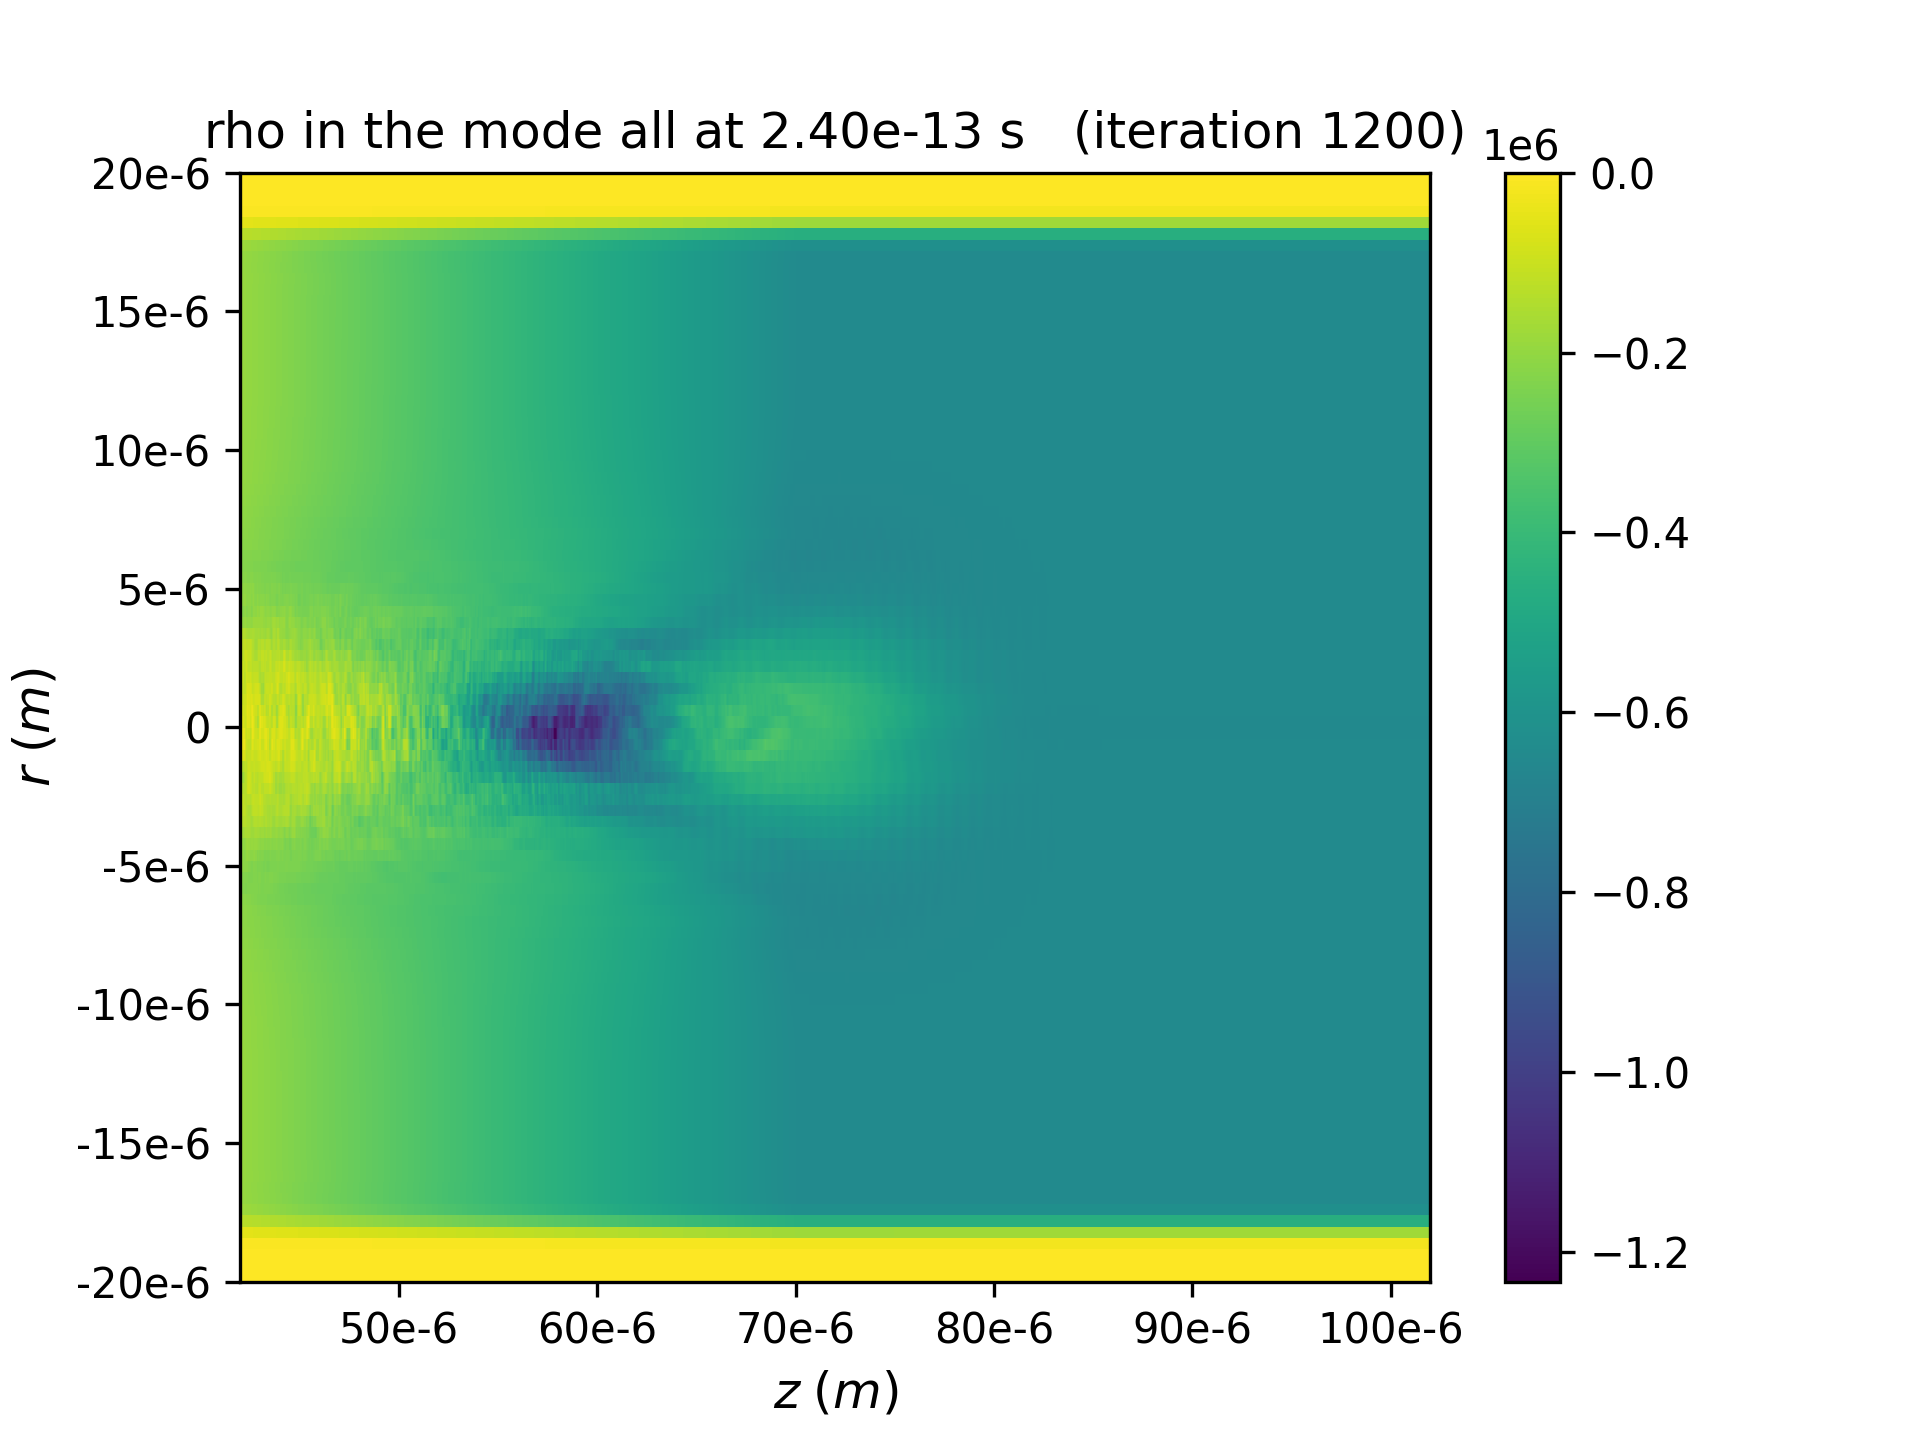 rho in the mode all at 2.40e-13 s   (iteration 1200)
1e6
20e-6
15e-6
10e-6
5e-6
0
-5e-6
-10e-6
-15e-6
-20e-6
r (m)
50e-6 60e-6 70e-6 80e-6 90e-6 100e-6
z (m)
0.0
−0.2
−0.4
−0.6
−0.8
−1.0
−1.2